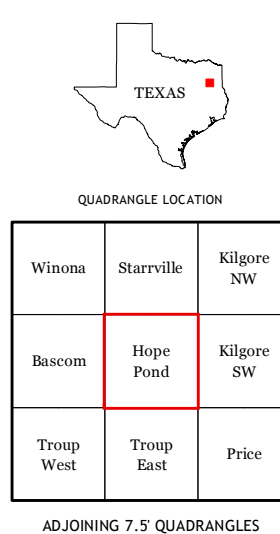 TEXAS
QUADRANGLE LOCATION
Winona
Starrville
Kilgore
NW
Bascom
Hope
Pond
Kilgore
SW
Troup
West
Troup
East
Price
ADJOINING 7.5' QUADRANGLES